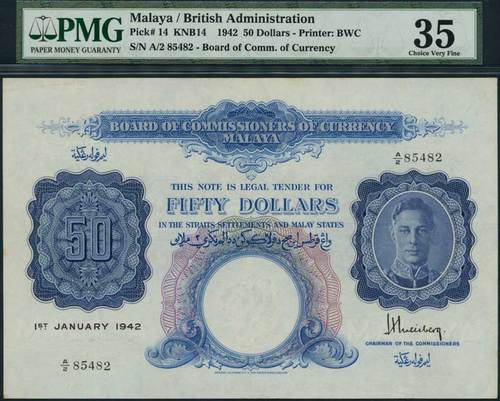 PMG
PAPER MONEY GUARANTY
Malaya / British Administration
Pick# 14 KNB14 1942 50 Dollars - Printer: BWC
S/N A/2 85482 - Board of Comm. of Currency
35
Choice Very Fine
BOARD OF COMMISSIONERS OF CURRENCY
MALAYA
A/2 85482
THIS NOTE IS LEGAL TENDER FOR
FIFTY DOLLARS
IN THE STRAITS SETTLEMENTS AND MALAY STATES
50
1ST JANUARY 1942
CHAIRMAN OF THE COMMISSIONERS
A/2 85482